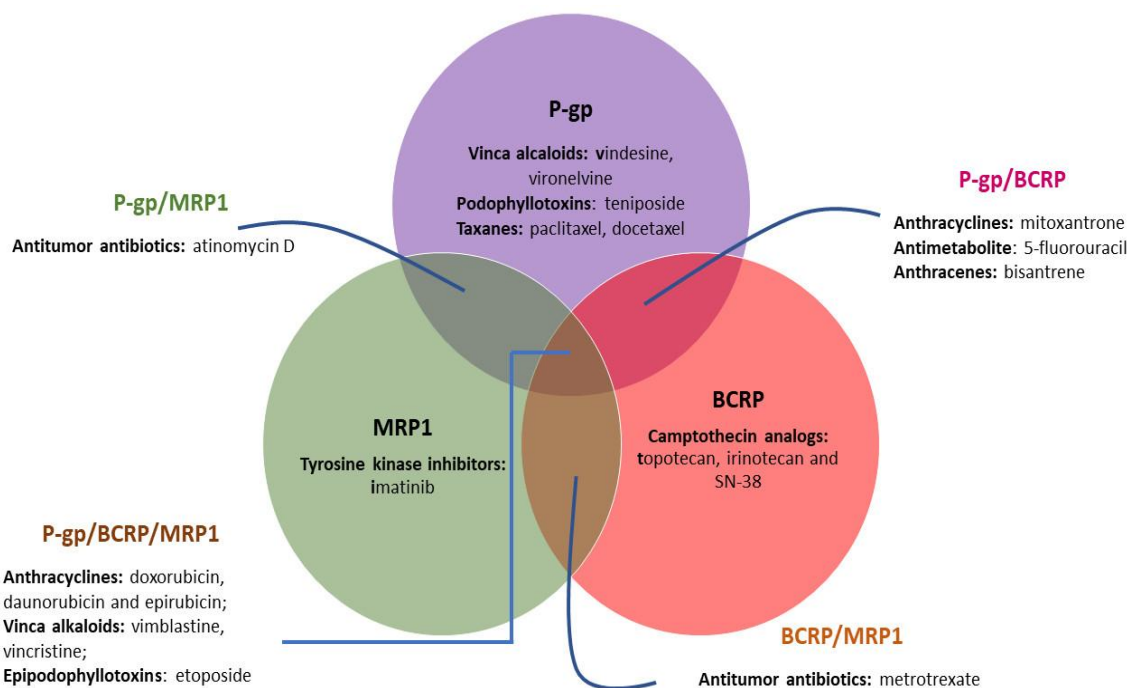 P-gp
Vinca alcaloids: vindesine,
vironelvine
Podophyllotoxins: teniposide
Taxanes: paclitaxel, docetaxel
P-gp/MRP1
Antitumor antibiotics: atinomycin D
P-gp/BCRP
Anthracyclines: mitoxantrone
Antimetabolite: 5-fluorouracil
Anthracenes: bisantrene
MRP1
Tyrosine kinase inhibitors:
imatinib
BCRP
Camptothecin analogs:
topotecan, irinotecan and
SN-38
P-gp/BCRP/MRP1
Anthracyclines: doxorubicin,
daunorubicin and epirubicin;
Vinca alkaloids: vimblastine,
vincristine;
Epipodophyllotoxins: etoposide
BCRP/MRP1
Antitumor antibiotics: metrotrexate